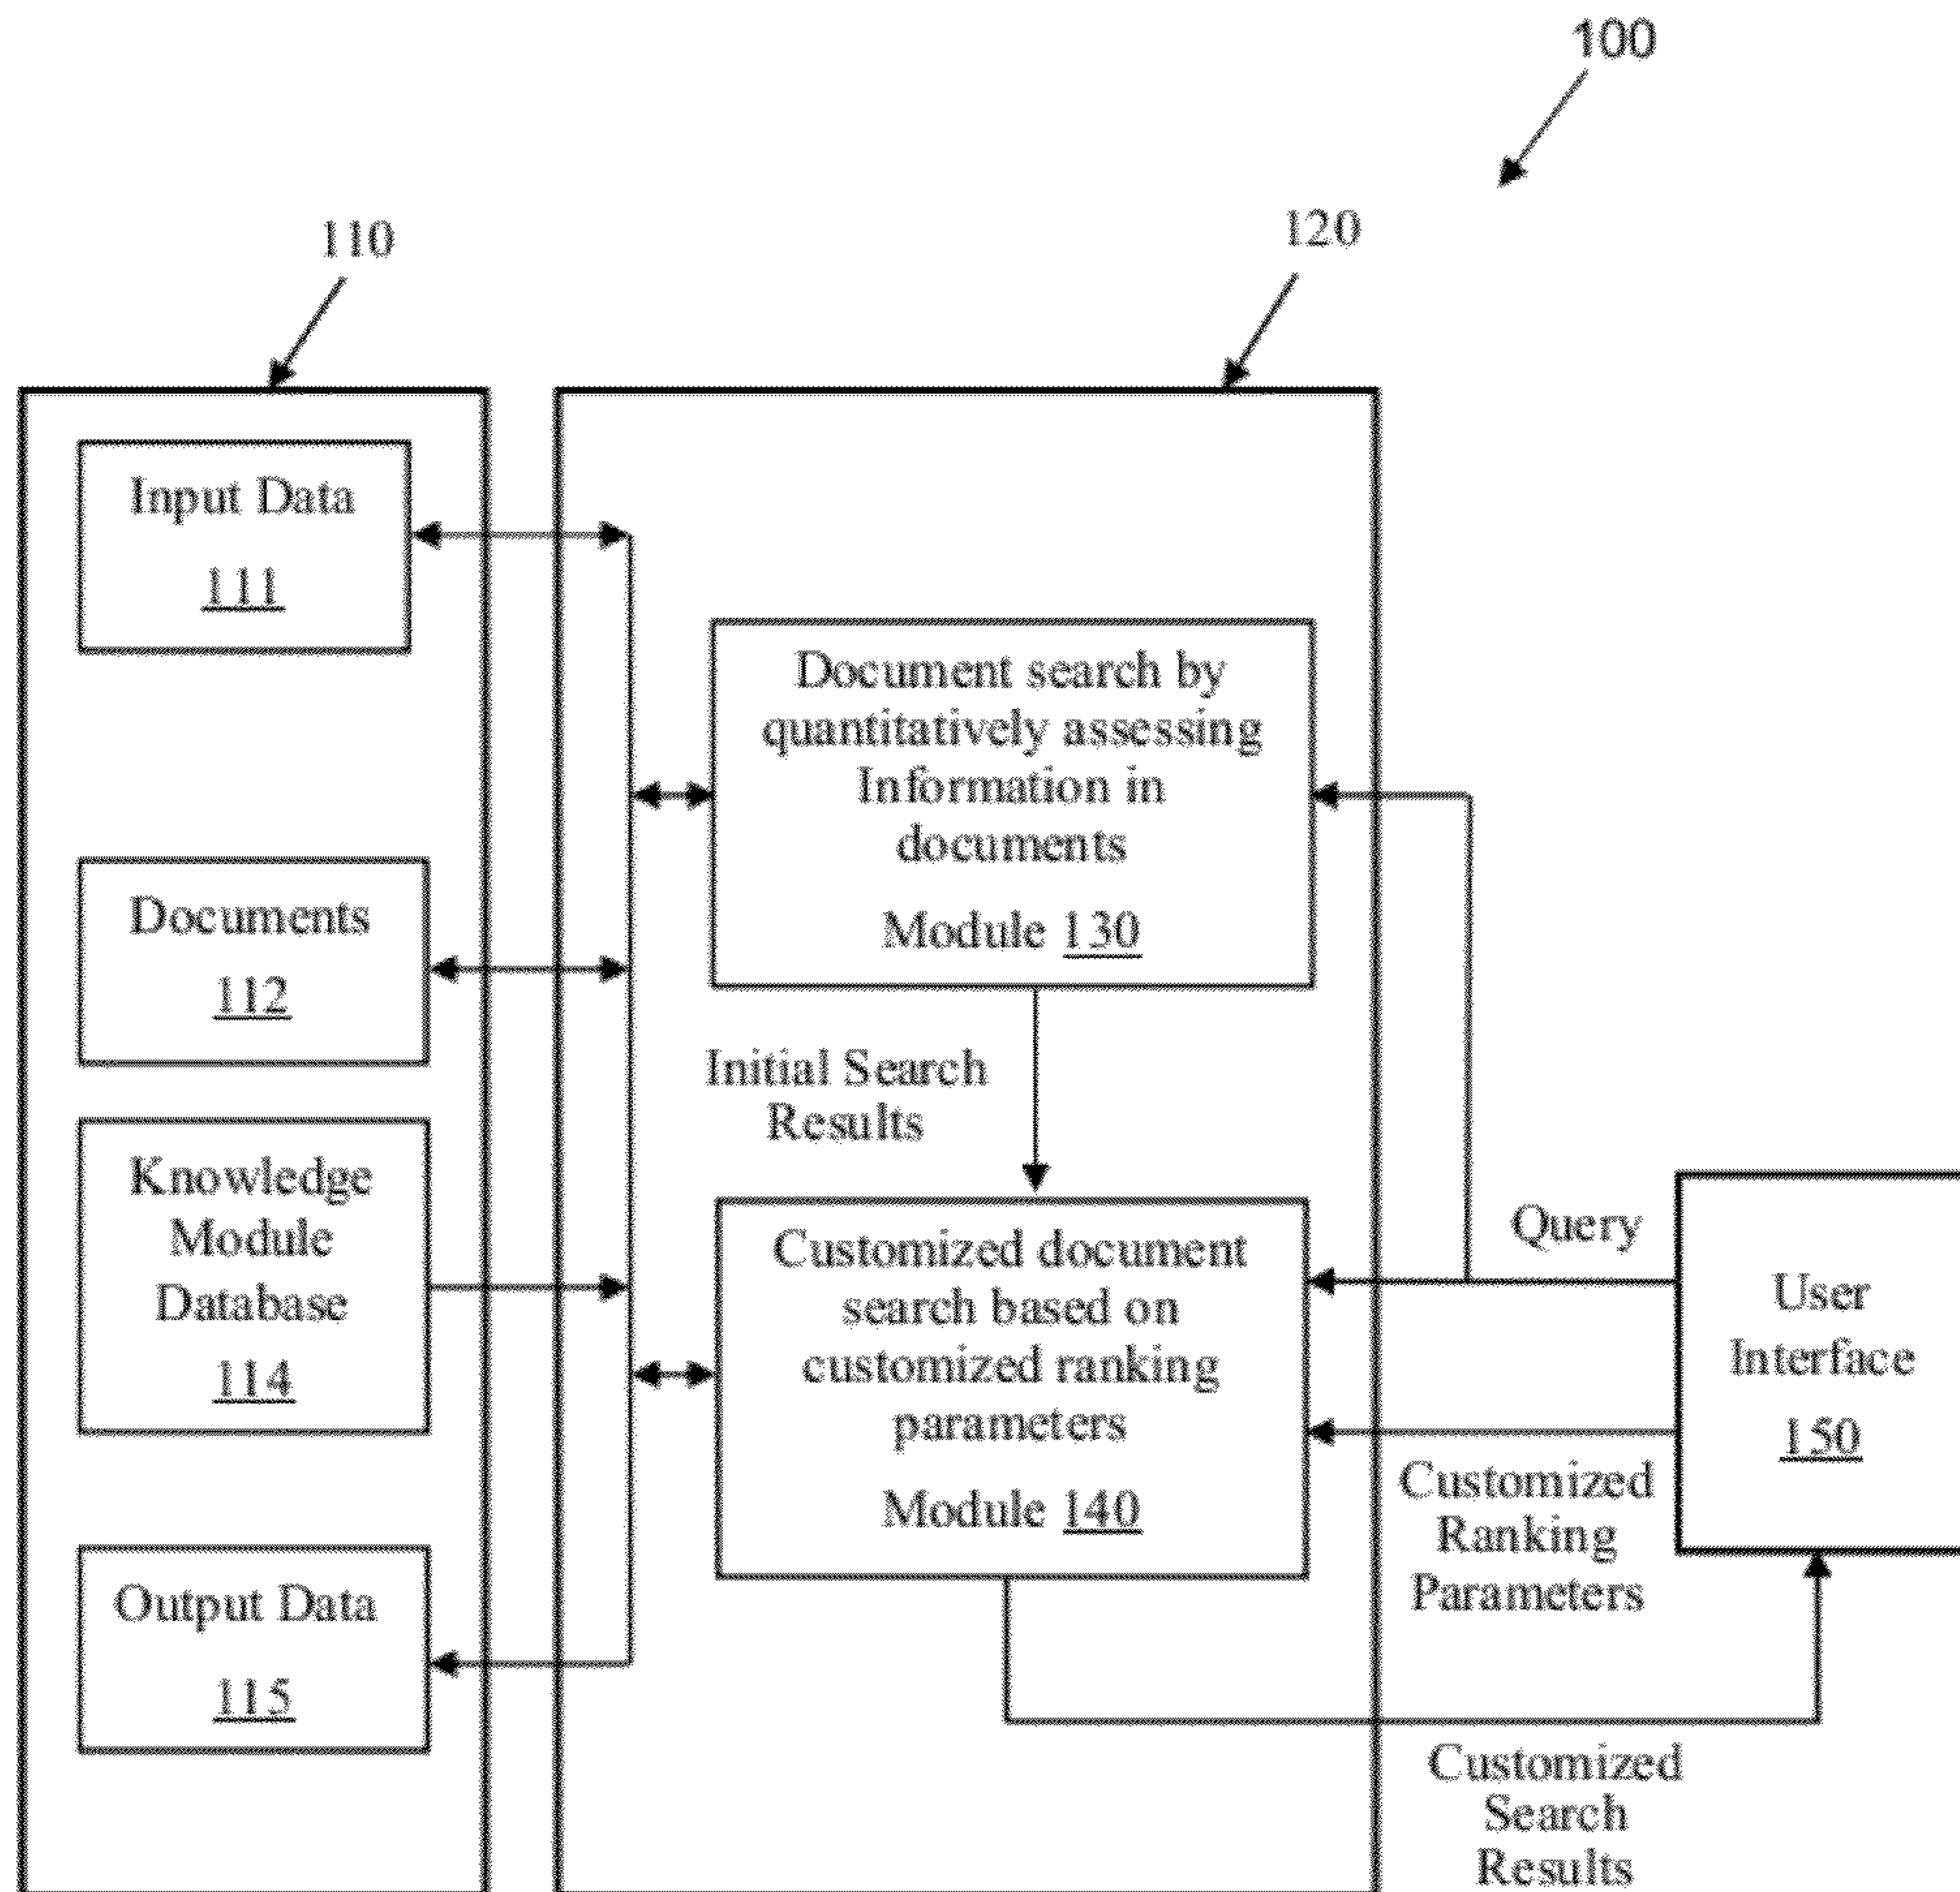 100
110
120
Input Data
111
Documents
112
Knowledge
Module
Database
114
Output Data
115
Document search by
quantitatively assessing
Information in
documents
Module 130
Initial Search
Results
Customized document
search based on
customized ranking
parameters
Module 140
Query
Customized
Ranking
Parameters
User
Interface
150
Customized
Search
Results